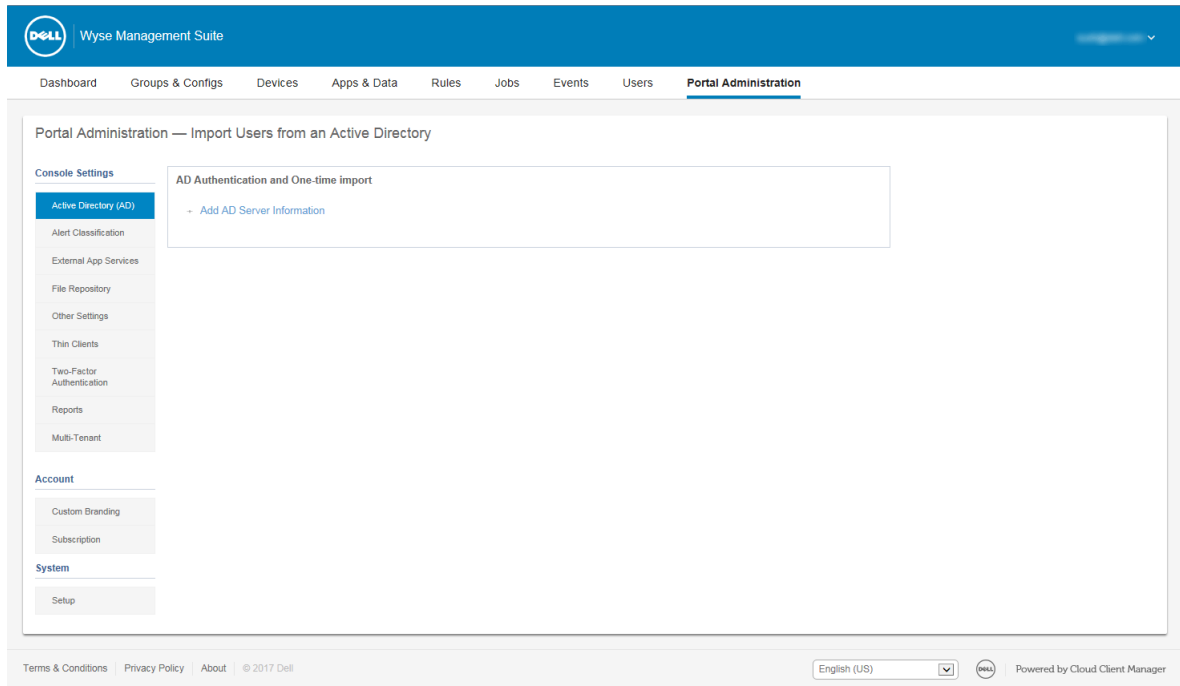 DELL
Wyse Management Suite
Dashboard Groups & Configs Devices Apps & Data Rules Jobs Events Users Portal Administration
Portal Administration — Import Users from an Active Directory
Console Settings
Active Directory (AD)
Alert Classification
External App Services
File Repository
Other Settings
Thin Clients
Two-Factor
Authentication
Reports
Multi-Tenant
Account
Custom Branding
Subscription
System
Setup
AD Authentication and One-time import
+ Add AD Server Information
Terms & Conditions Privacy Policy About © 2017 Dell
English (US)
DELL
Powered by Cloud Client Manager